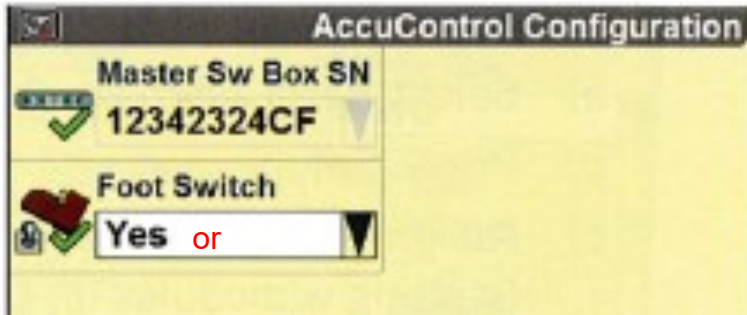 AccuControl Configuration
Master Sw Box SN
12342324CF
Foot Switch
Yes or